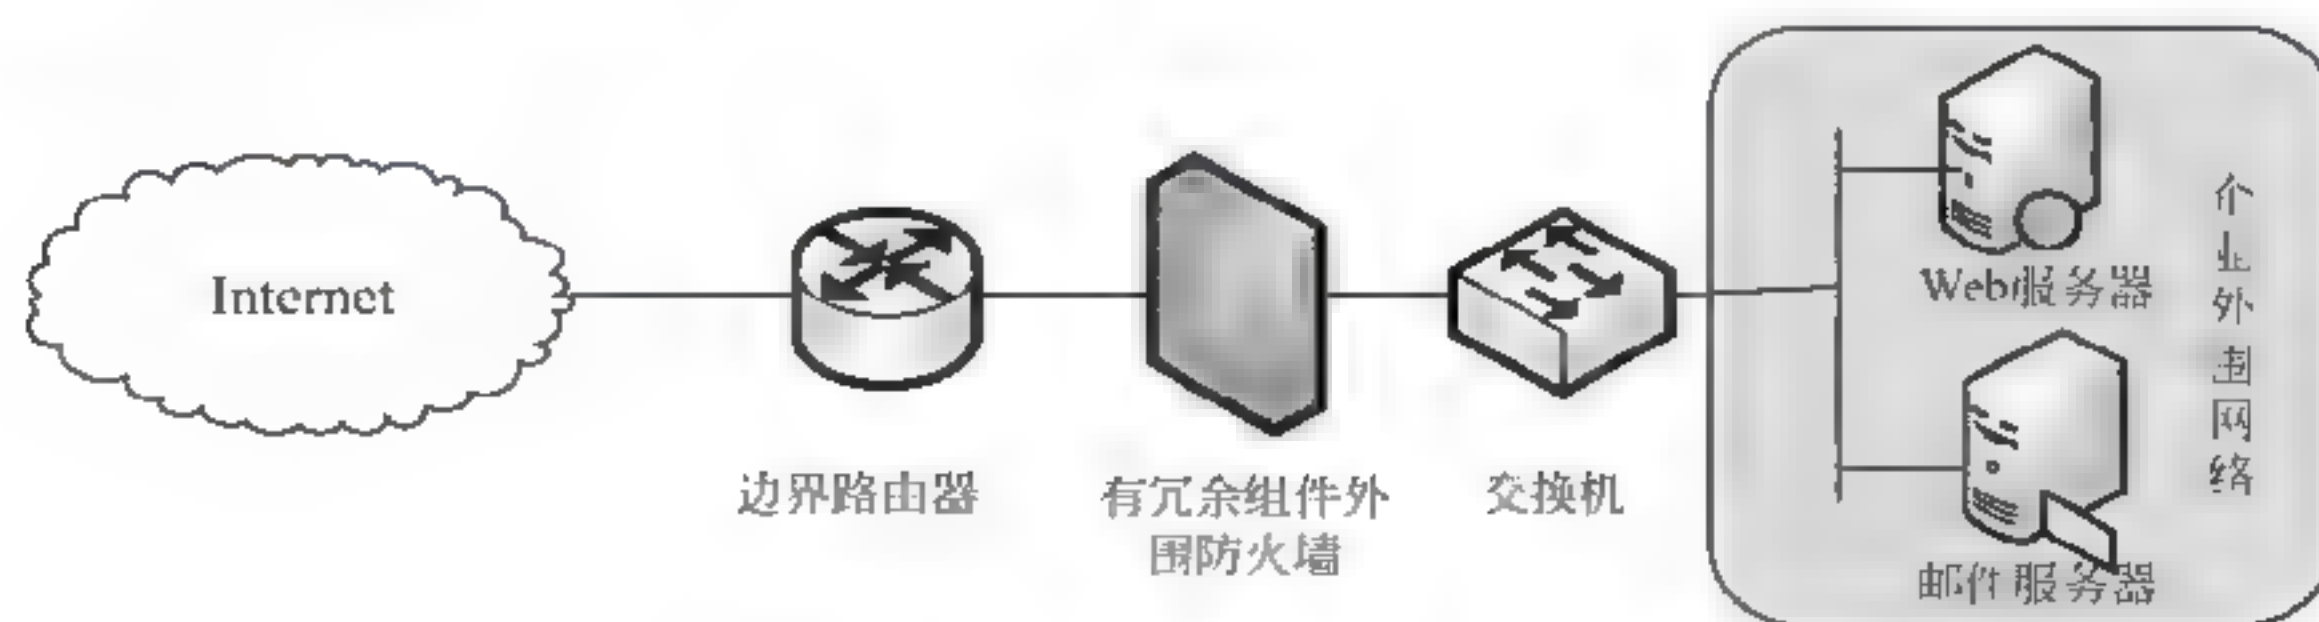 Internet
边界路由器
有冗余组件外
围防火墙
交换机
Web服务器
邮件服务器
企业外围网络